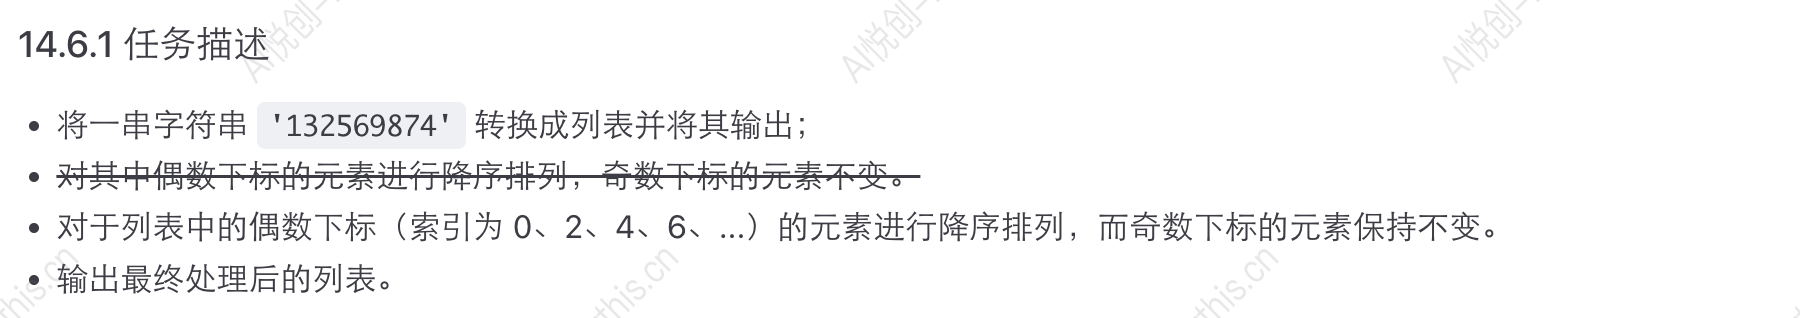 14.6.1 任务描述
将一串字符串 '132569874' 转换成列表并将其输出；
对其中偶数下标的元素进行降序排列，奇数下标的元素不变。
对于列表中的偶数下标（索引为 0、2、4、6、...）的元素进行降序排列，而奇数下标的元素保持不变。
输出最终处理后的列表。
AI悦创-
AI悦创-
AI悦创-
this.cn
this.cn
this.cn